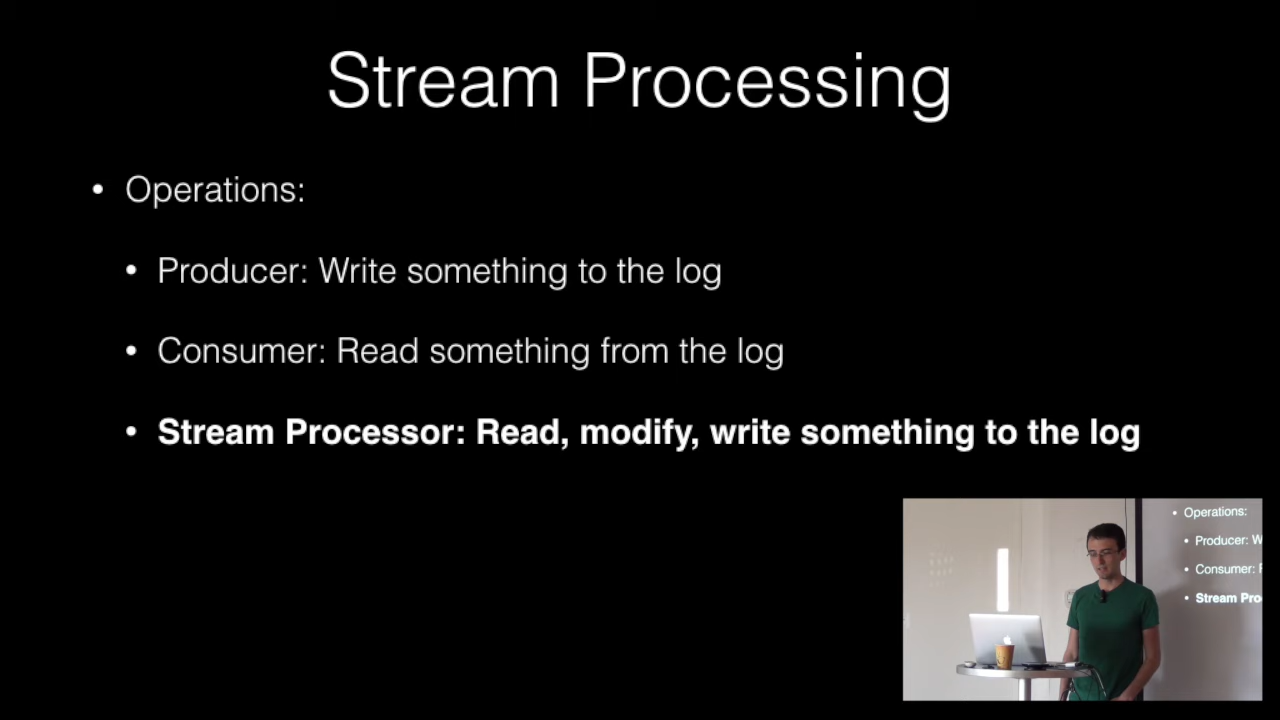 Stream Processing
• Operations:
• Producer: Write something to the log
• Consumer: Read something from the log
• Stream Processor: Read, modify, write something to the log
• Operations:
• Producer: W
• Consumer:
• Stream Pro